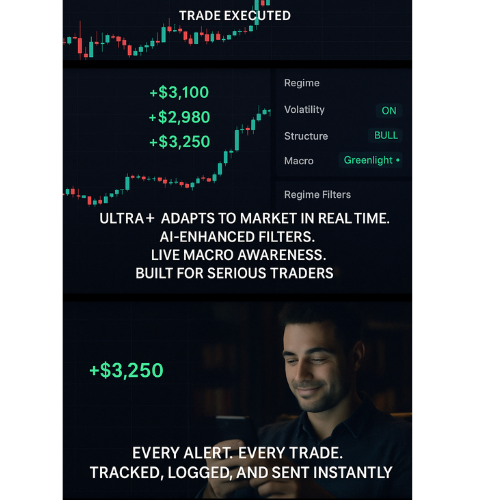 TRADE EXECUTED
+$3,100
+$2,980
+$3,250
Regime
Volatility ON
Structure BULL
Macro Greenlight •
Regime Filters
ULTRA+ ADAPTS TO MARKET IN REAL TIME.
AI-ENHANCED FILTERS.
LIVE MACRO AWARENESS.
BUILT FOR SERIOUS TRADERS
+$3,250
EVERY ALERT. EVERY TRADE.
TRACKED, LOGGED, AND SENT INSTANTLY